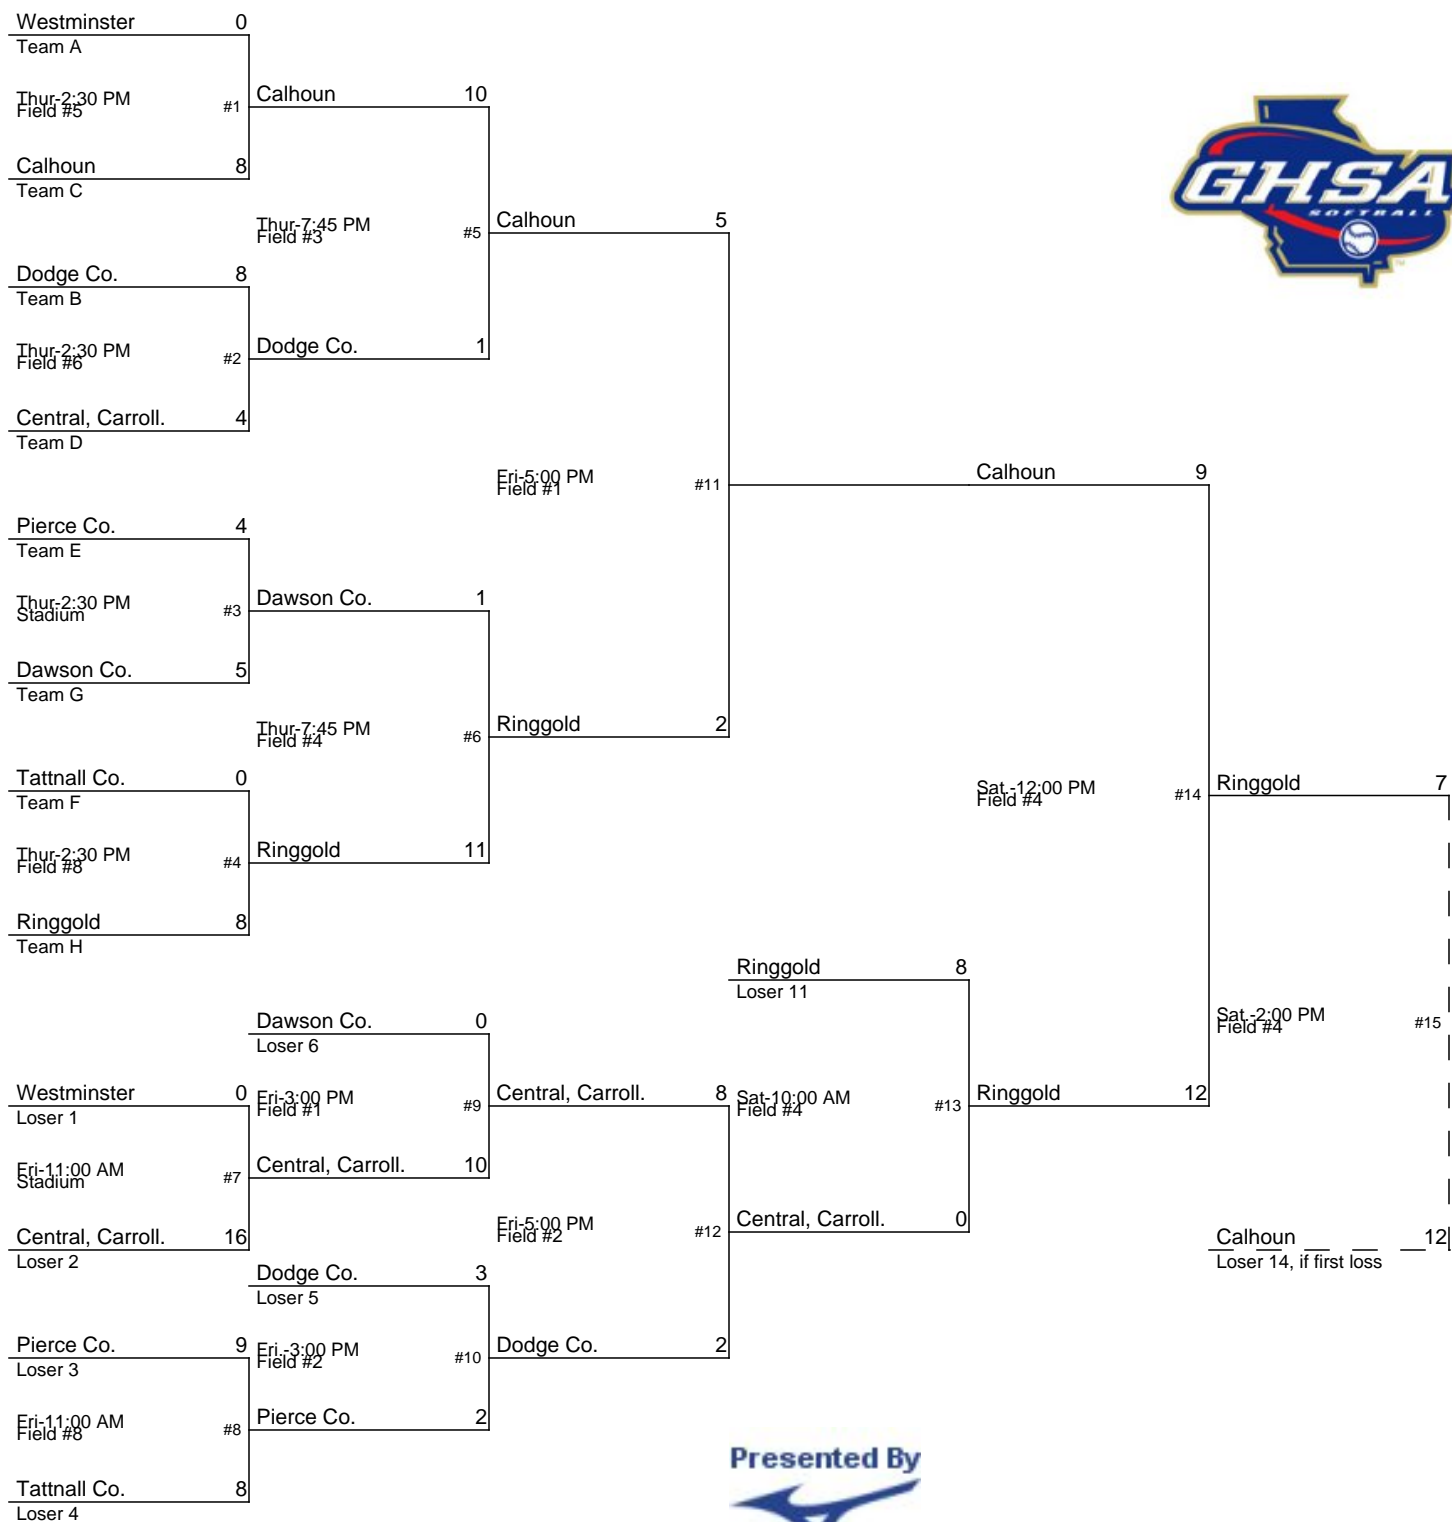 Westminster 0
Team A
Thur-2:30 PM
Field #5
#1
Calhoun 10
Calhoun 8
Team C
Thur-7:45 PM
Field #3
#5
Calhoun 5
Dodge Co. 8
Team B
Thur-2:30 PM
Field #6
#2
Dodge Co. 1
Central, Carroll. 4
Team D
Fri-5:00 PM
Field #1
#11
Calhoun 9
Pierce Co. 4
Team E
Thur-2:30 PM
Stadium
#3
Dawson Co. 1
Dawson Co. 5
Team G
Thur-7:45 PM
Field #4
#6
Ringgold 2
Tattnall Co. 0
Team F
Sat.-12:00 PM
Field #4
#14
Ringgold 7
Thur-2:30 PM
Field #8
#4
Ringgold 11
Ringgold 8
Team H
Ringgold 8
Loser 11
Dawson Co. 0
Loser 6
Sat.-2:00 PM
Field #4
#15
Westminster 0
Loser 1
Fri-3:00 PM
Field #1
#9
Central, Carroll. 8
Sat-10:00 AM
Field #4
#13
Ringgold 12
Fri-11:00 AM
Stadium
#7
Central, Carroll. 10
Central, Carroll. 16
Loser 2
Fri-5:00 PM
Field #2
#12
Central, Carroll. 0
Calhoun 12
Loser 14, if first loss
Dodge Co. 3
Loser 5
Pierce Co. 9
Loser 3
Fri.-3:00 PM
Field #2
#10
Dodge Co. 2
Fri-11:00 AM
Field #8
#8
Pierce Co. 2
Tattnall Co. 8
Loser 4
GHSA
SOFTBALL
TM
Presented By